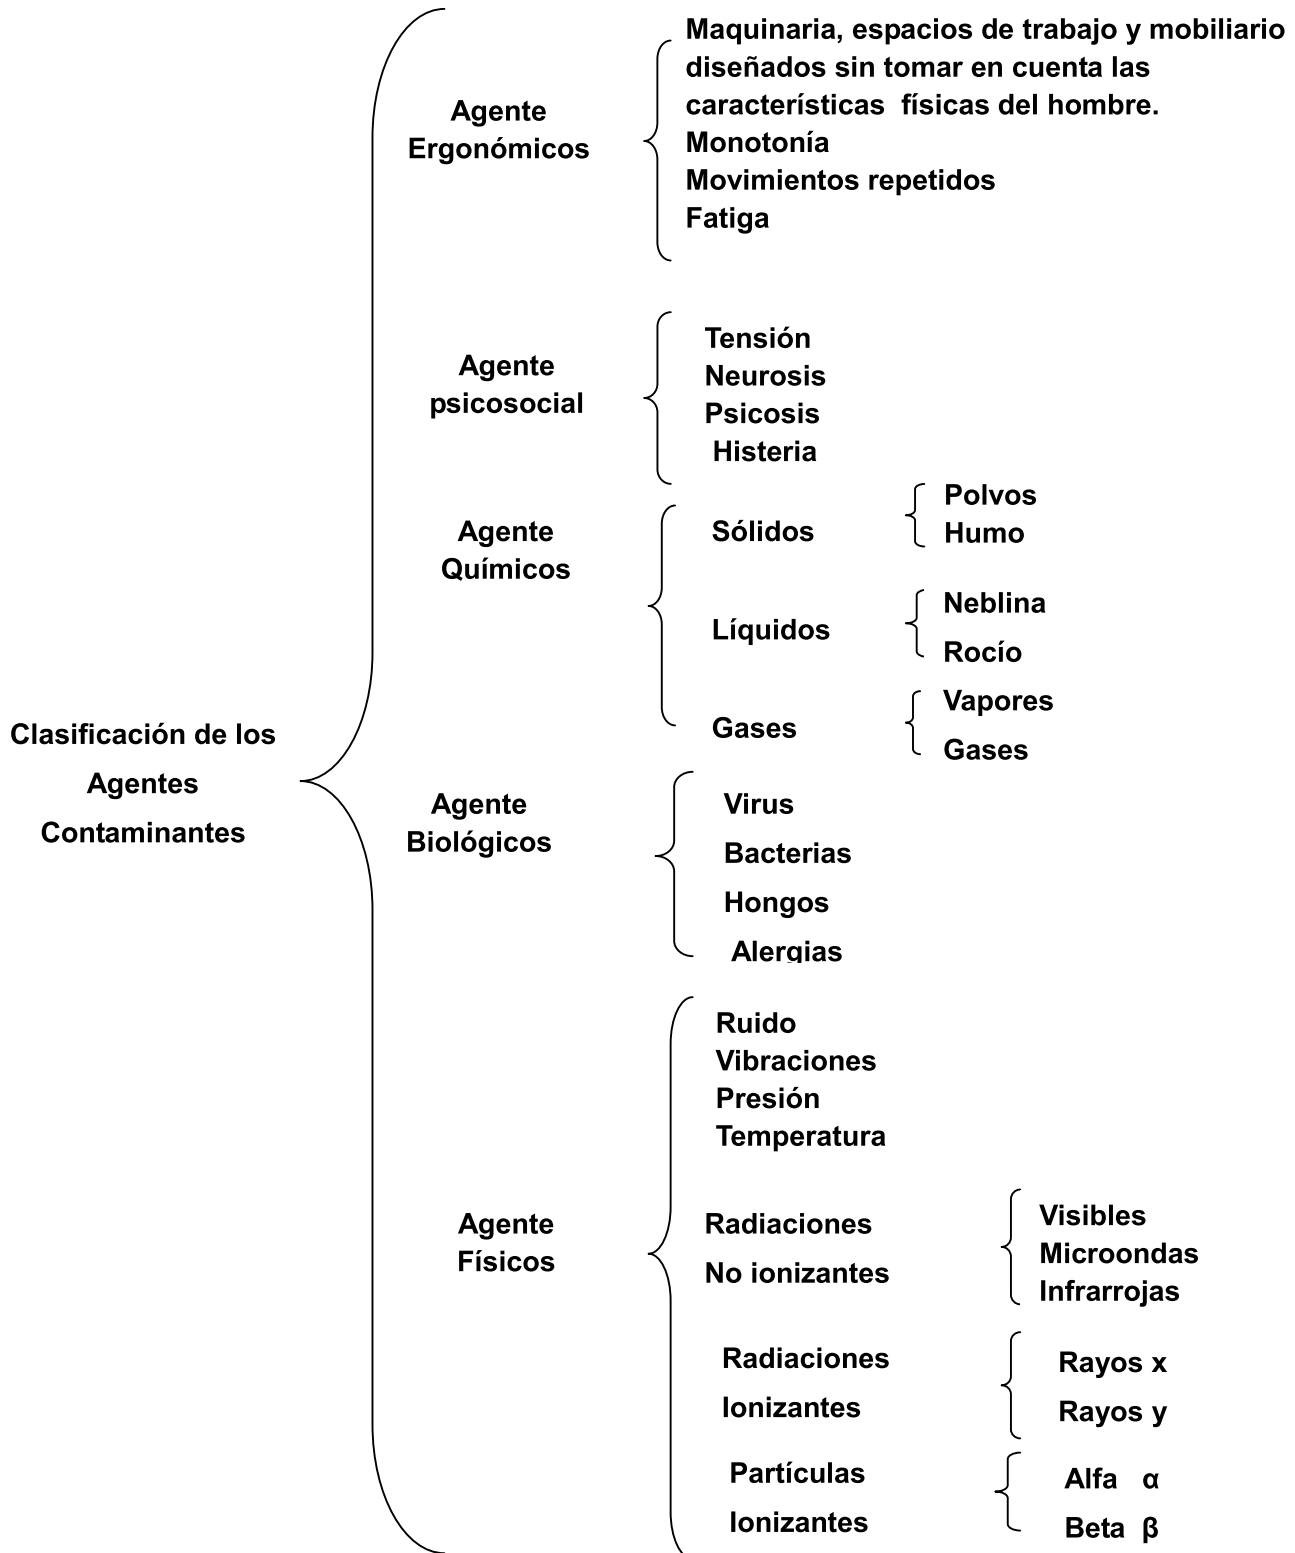 Clasificación de los
Agentes
Contaminantes
Agente
Ergonómicos
Maquinaria, espacios de trabajo y mobiliario
diseñados sin tomar en cuenta las
características  físicas del hombre.
Monotonía
Movimientos repetidos
Fatiga
Agente
psicosocial
Tensión
Neurosis
Psicosis
Histeria
Agente
Químicos
Sólidos
Polvos
Humo
Líquidos
Neblina
Rocío
Gases
Vapores
Gases
Agente
Biológicos
Virus
Bacterias
Hongos
Alergias
Agente
Físicos
Ruido
Vibraciones
Presión
Temperatura
Radiaciones
No ionizantes
Visibles
Microondas
Infrarrojas
Radiaciones
Ionizantes
Rayos x
Rayos y
Partículas
Ionizantes
Alfa α
Beta β